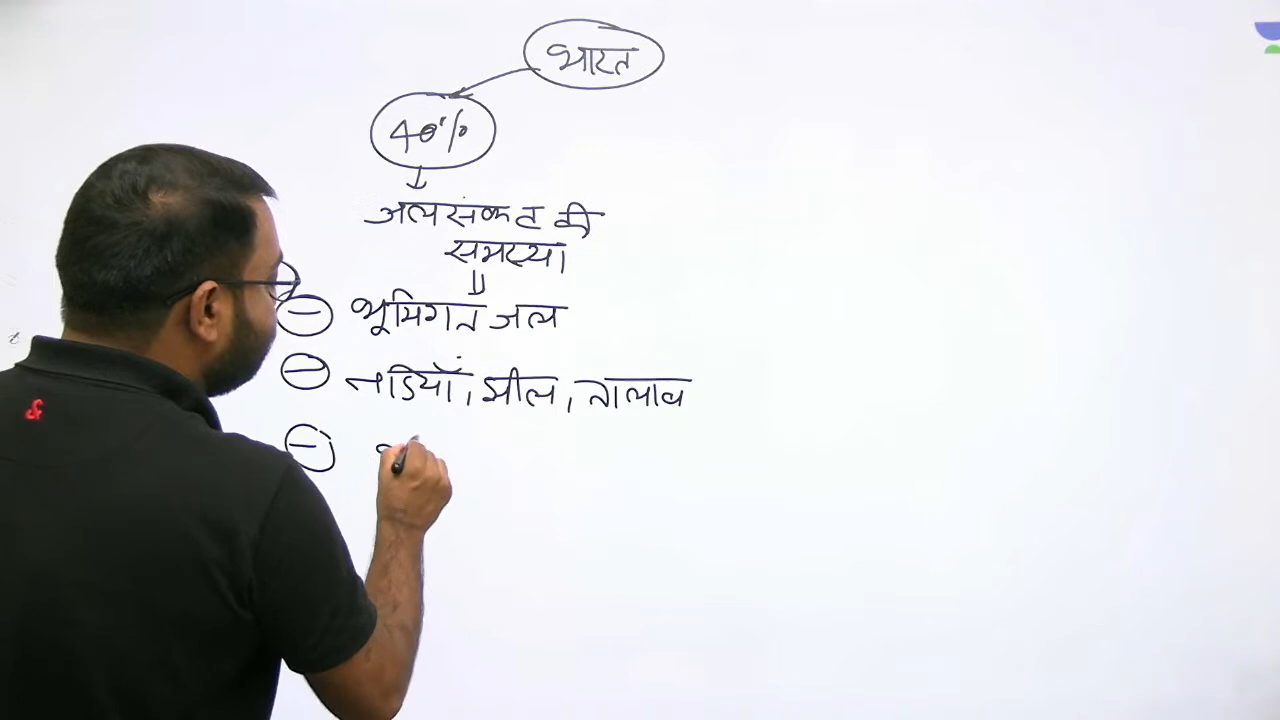 भारत
40%
जलसंकट की
समस्या
भूमिगत जल
नदियाँ, झील, तालाब